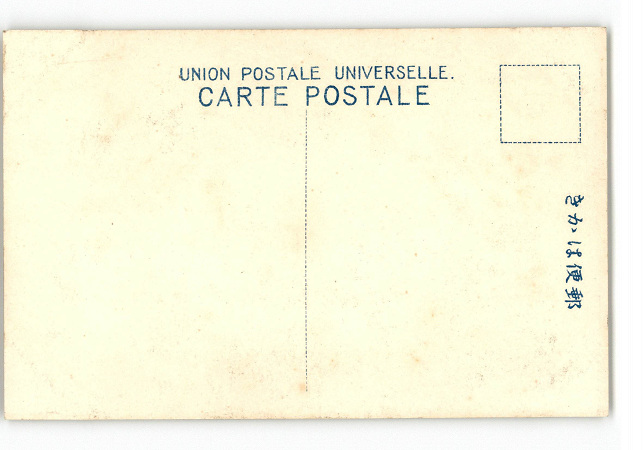 UNION POSTALE UNIVERSELLE.
CARTE POSTALE
きかは便郵